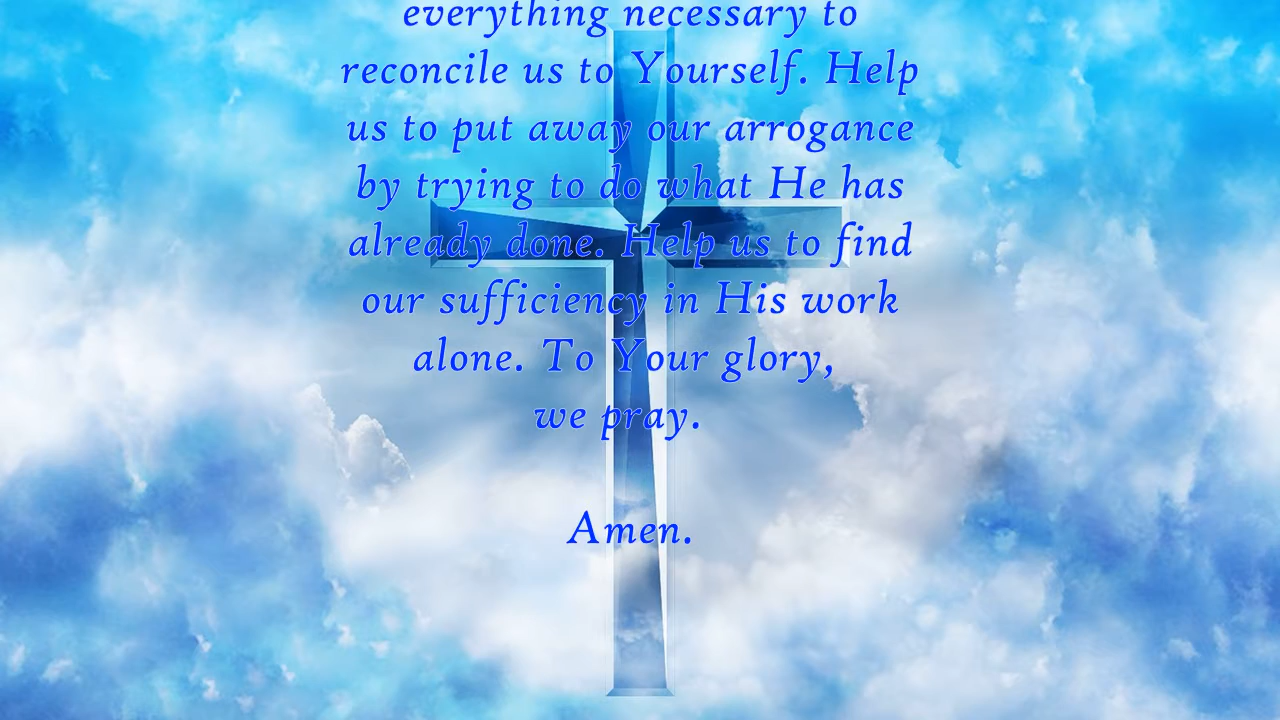 everything necessary to
reconcile us to Yourself. Help
us to put away our arrogance
by trying to do what He has
already done. Help us to find
our sufficiency in His work
alone. To Your glory,
we pray.
Amen.